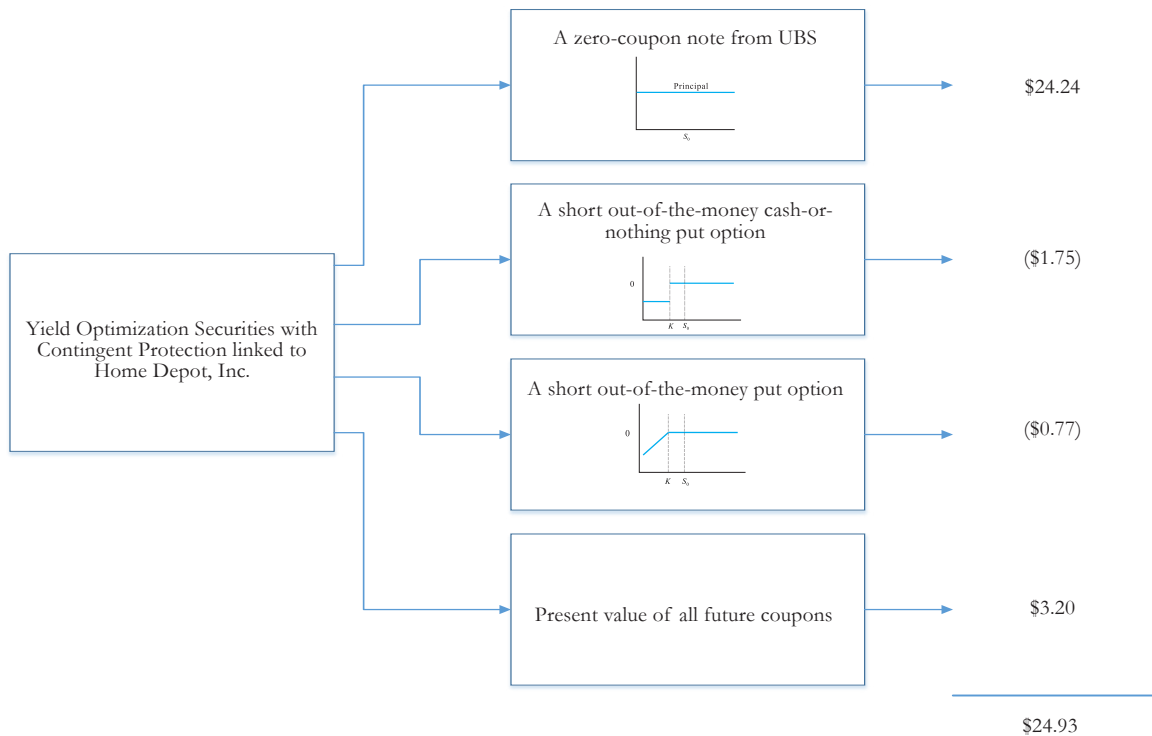 A zero-coupon note from UBS
Principal
S0
$24.24
A short out-of-the-money cash-or-
nothing put option
0
K S0
($1.75)
Yield Optimization Securities with
Contingent Protection linked to
Home Depot, Inc.
A short out-of-the-money put option
0
K S0
($0.77)
Present value of all future coupons
$3.20
$24.93